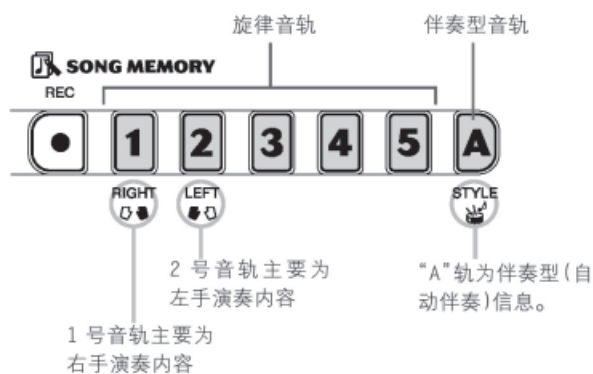 旋律音轨
伴奏型音轨
SONG MEMORY
REC
1 2 3 4 5 A
RIGHT
LEFT
STYLE
2 号音轨主要为
左手演奏内容
“A”轨为伴奏型(自
动伴奏)信息。
1 号音轨主要为
右手演奏内容